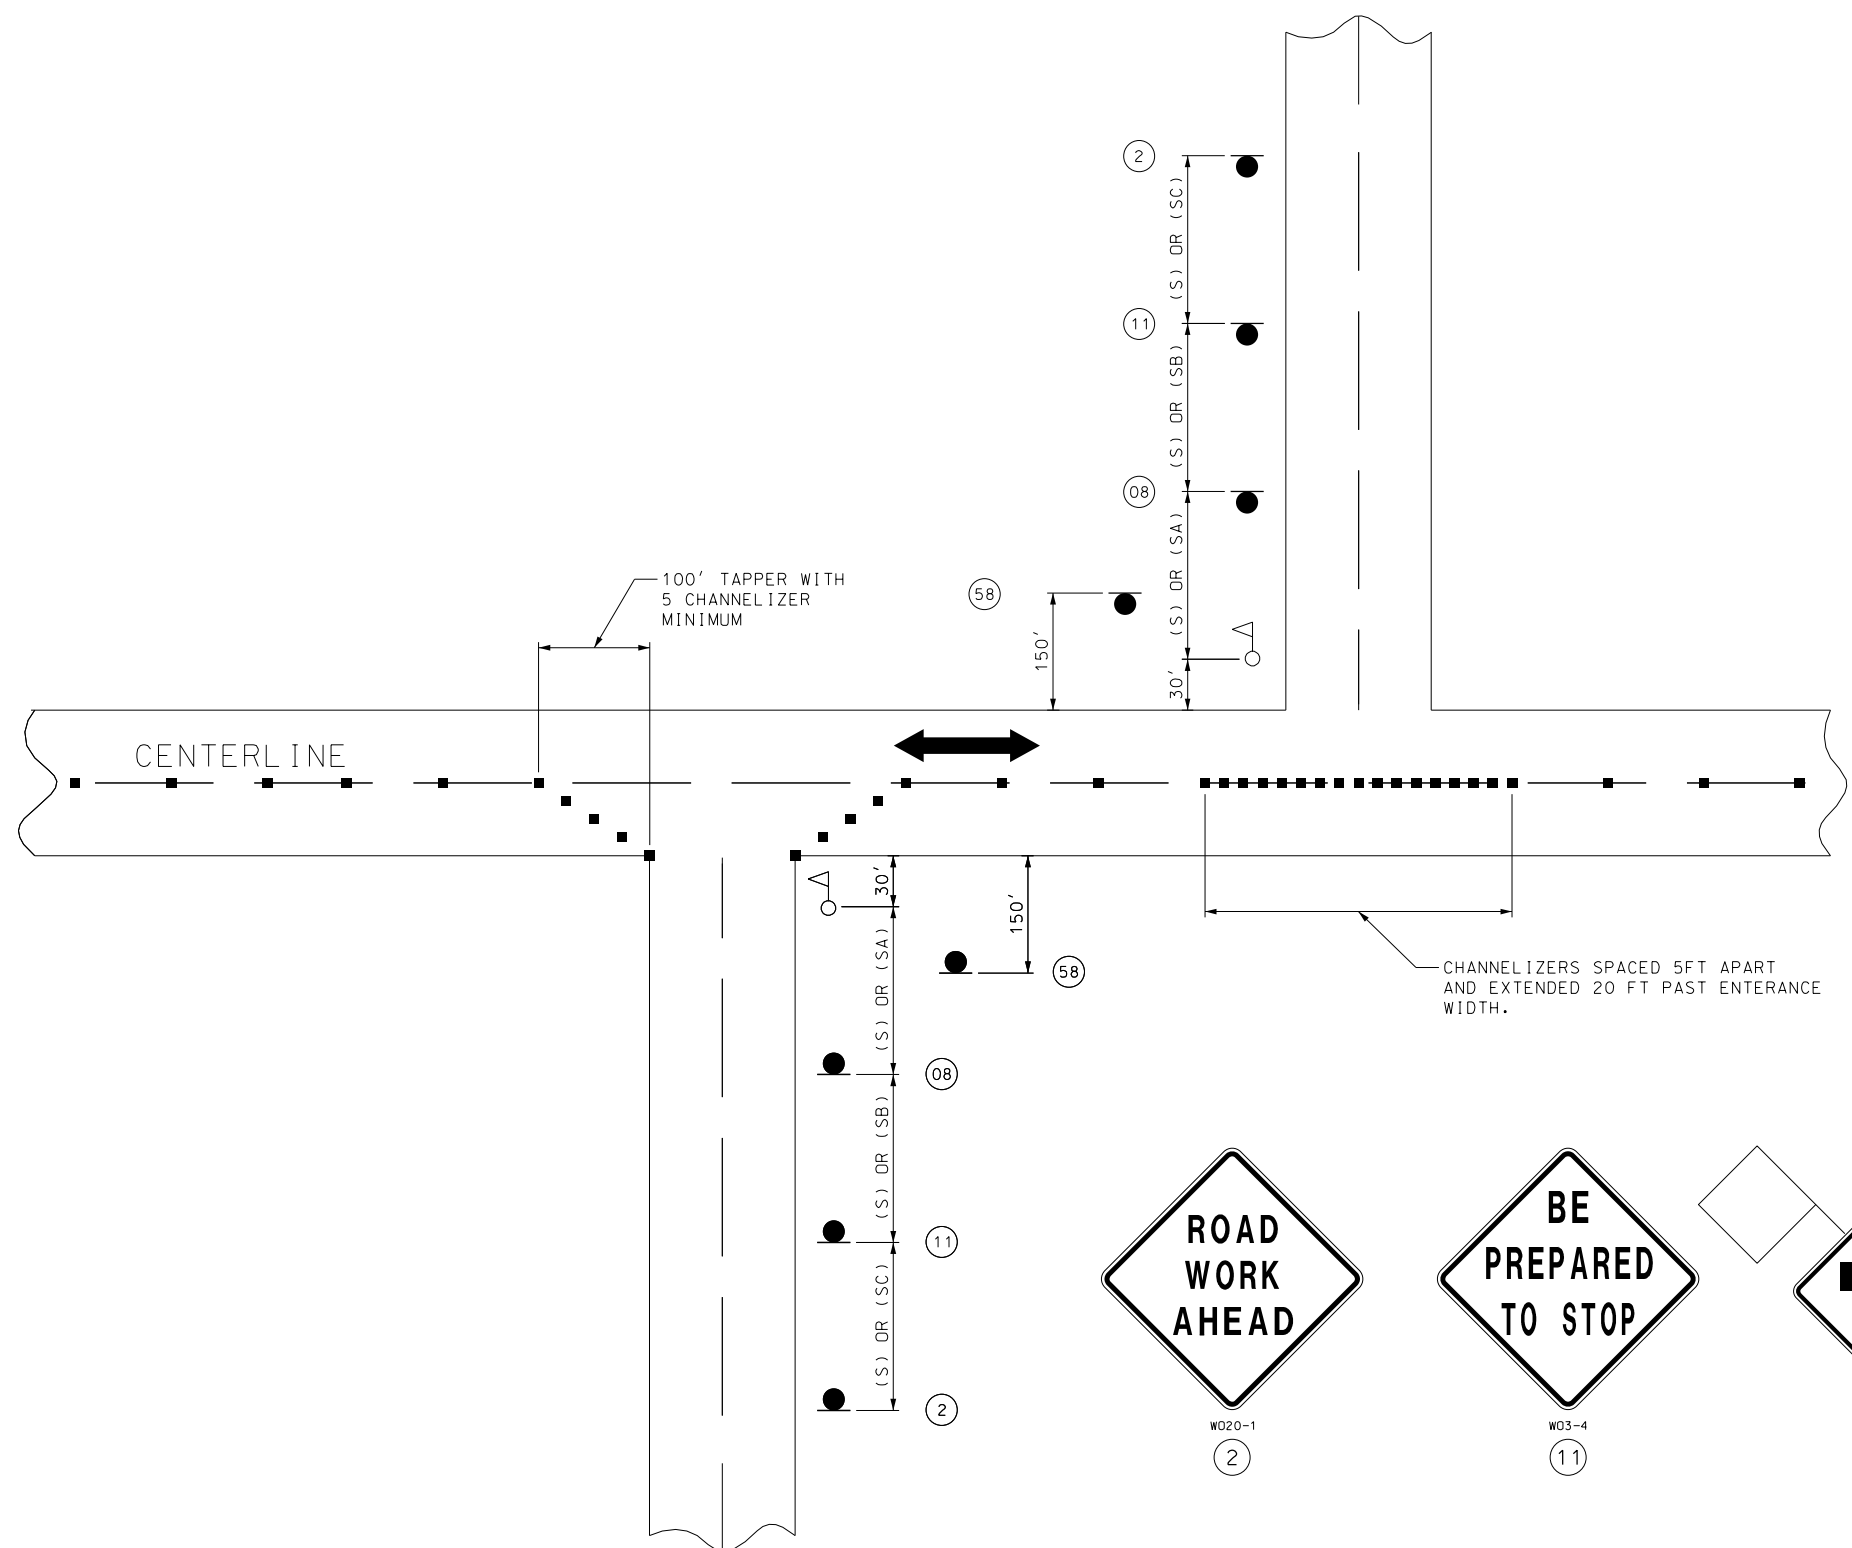 2
(S) OR (SC)
11
(S) OR (SB)
08
(S) OR (SA)
30'
58
150'
100' TAPPER WITH
5 CHANNELIZER
MINIMUM
CENTERLINE
30'
150'
(S) OR (SA)
58
CHANNELIZERS SPACED 5FT APART
AND EXTENDED 20 FT PAST ENTERANCE
WIDTH.
08
(S) OR (SB)
11
(S) OR (SC)
2
ROAD
WORK
AHEAD
WO20-1
2
BE
PREPARED
TO STOP
WO3-4
11